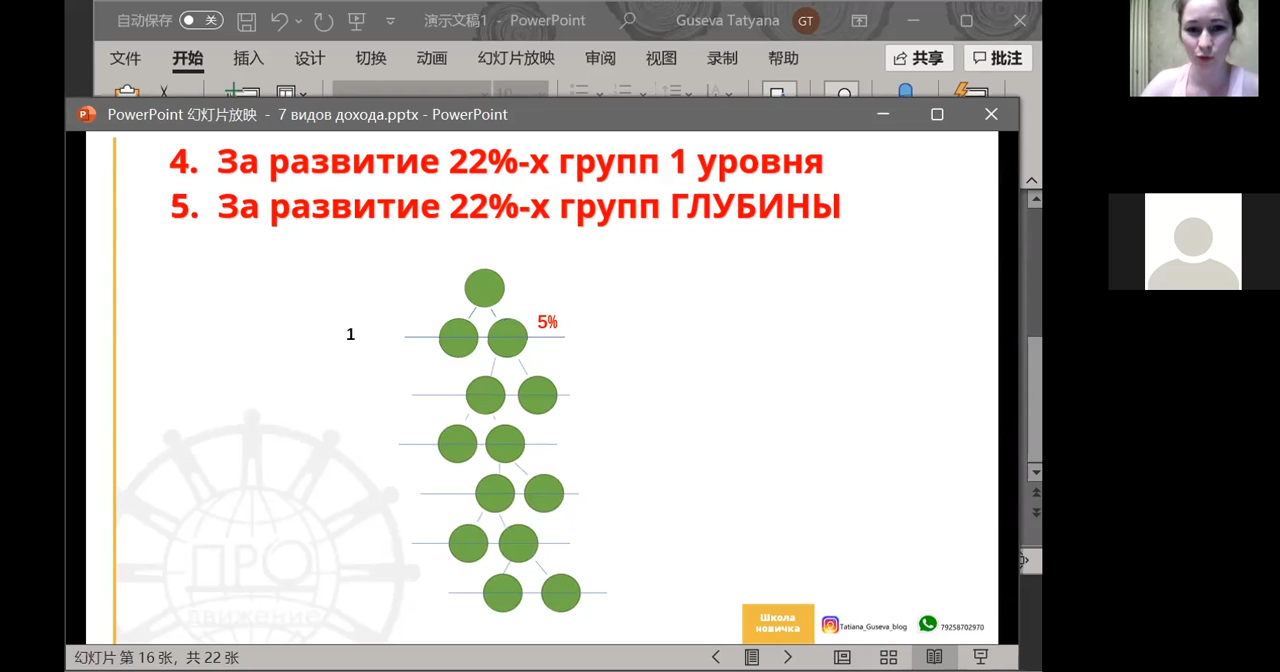 自动保存 关 演示文稿1 - PowerPoint Guseva Tatyana GT
文件 开始 插入 设计 切换 动画 幻灯片放映 审阅 视图 录制 帮助 共享 批注
PowerPoint 幻灯片放映 - 7 видов дохода.pptx - PowerPoint
4. За развитие 22%-х групп 1 уровня
5. За развитие 22%-х групп ГЛУБИНЫ
5%
1
ПРО
движение
Школа
новичка
Tatiana_Guseva_blog
79258702970
幻灯片 第 16 张，共 22 张